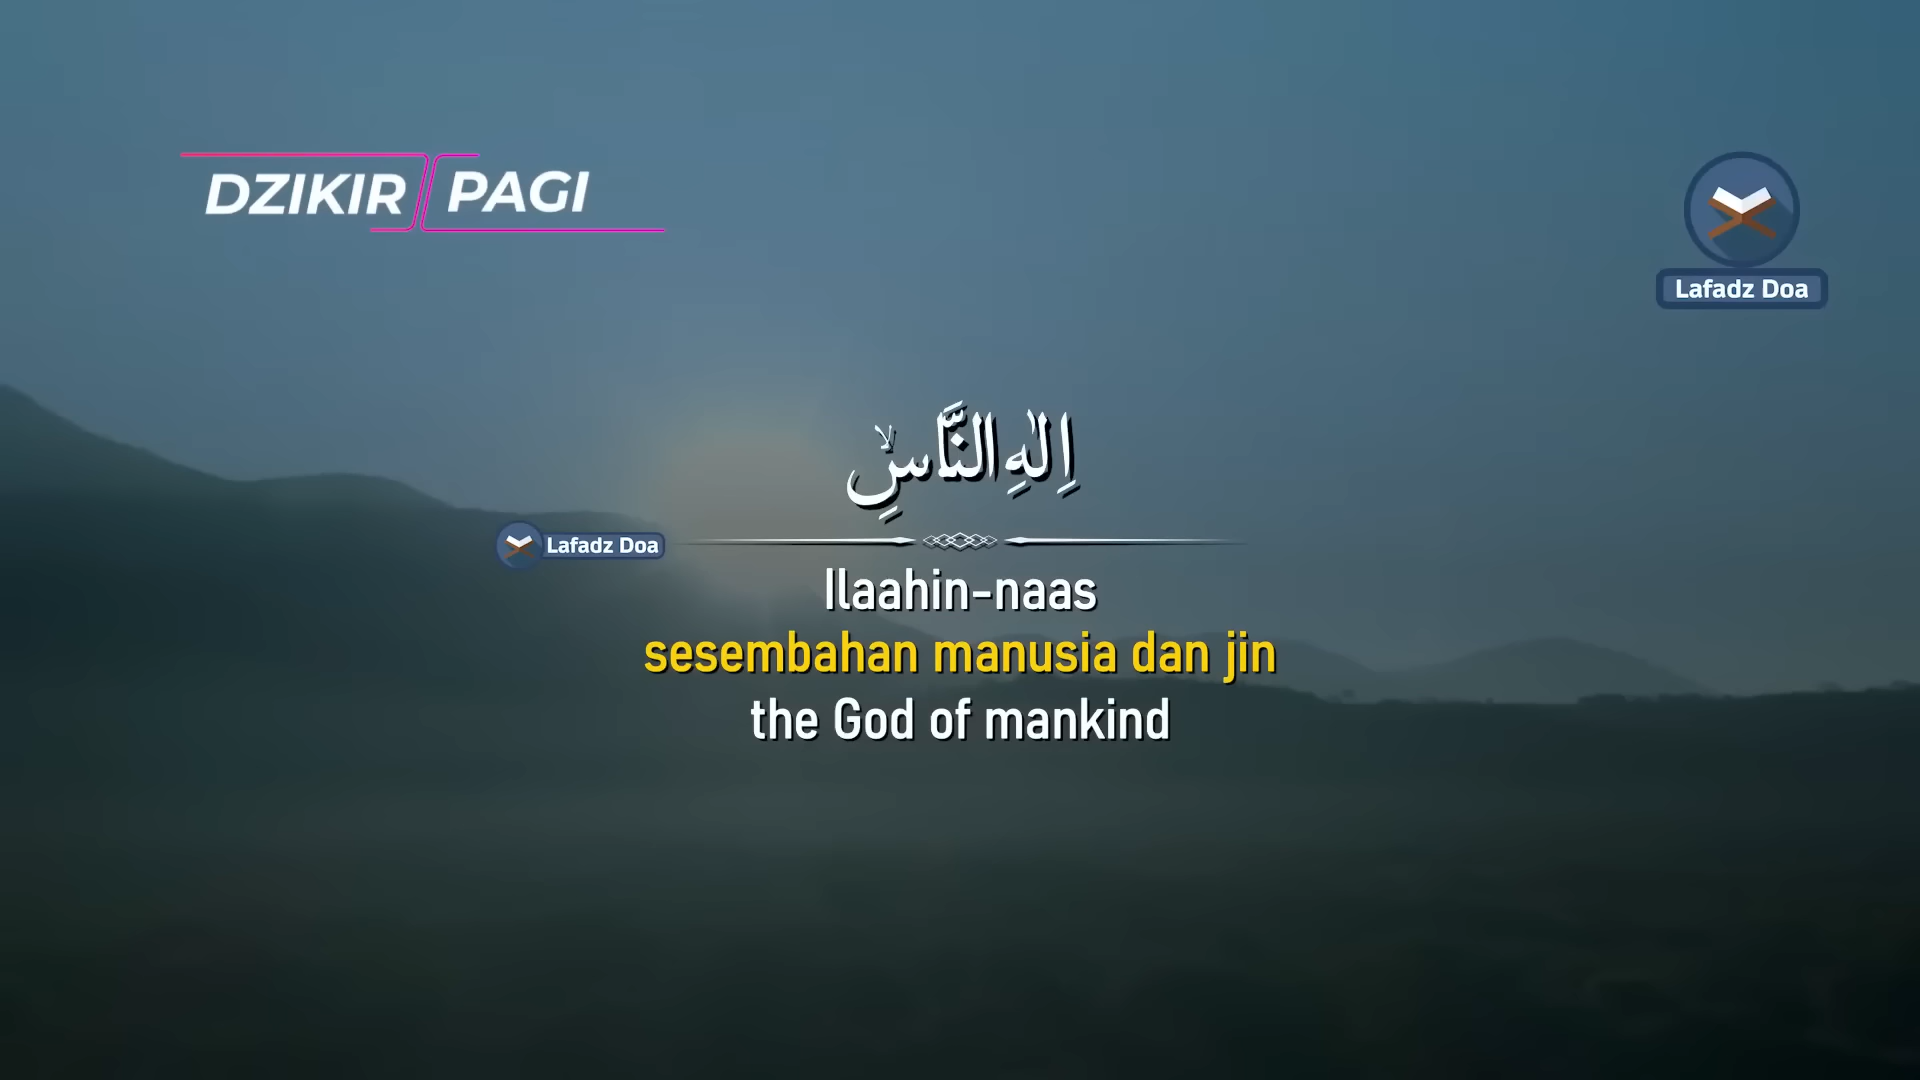 DZIKIR PAGI
Lafadz Doa
اِلٰهِ النَّاسِۙ
Lafadz Doa
Ilaahin-naas
sesembahan manusia dan jin
the God of mankind